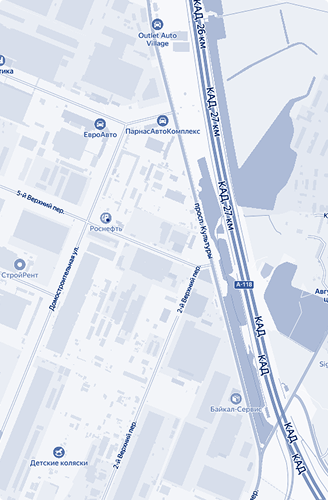 КАД, 26 км
Outlet Auto
Village
КАД, 27 км
ЕвроАвто
ПарнасАвтоКомплекс
КАД, 27 км
5-й Верхний пер.
просп. Культуры
Роснефть
СтройРент
Домостроительная ул.
2-й Верхний пер.
А-118
КАД
КАД
Байкал-Сервис
КАД
КАД
Детские коляски
2-й Верхний пер.